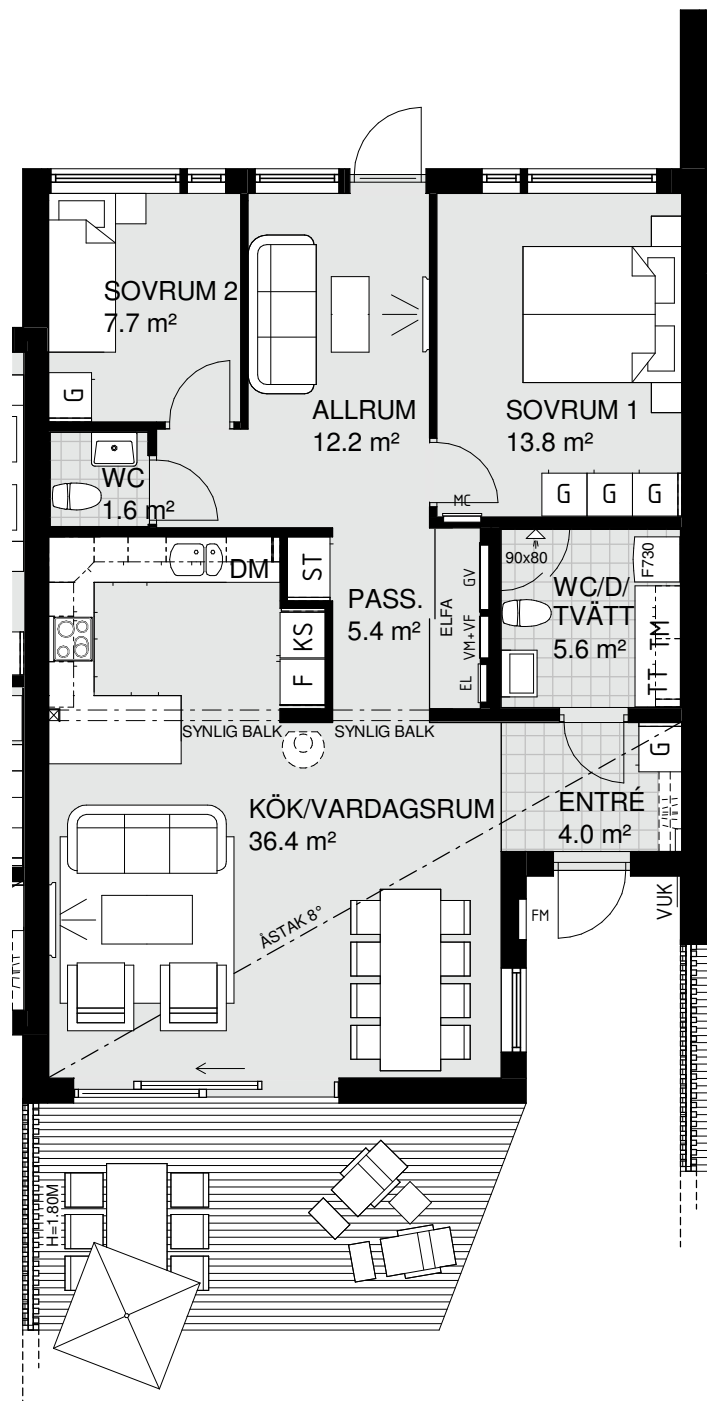 SOVRUM 2
7.7 m²
G
ALLRUM
12.2 m²
SOVRUM 1
13.8 m²
G
G
G
WC
1.6 m²
MC
DM
ST
KS
F
PASS.
5.4 m²
ELFA
GV
VM+VF
EL
90x80
F730
WC/D/
TVÄTT
5.6 m²
TM
TT
SYNLIG BALK
SYNLIG BALK
G
ENTRÉ
4.0 m²
KÖK/VARDAGSRUM
36.4 m²
ÅSTAK 8°
FM
VUK
H=1.80M